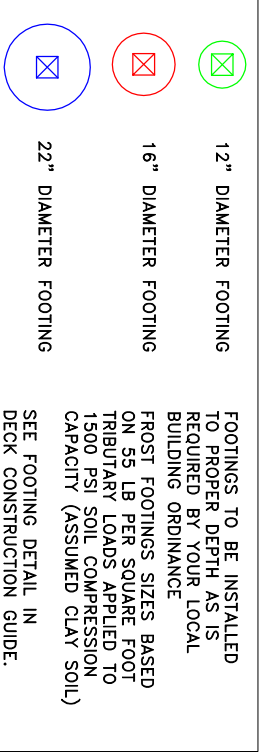 12" DIAMETER FOOTING
16" DIAMETER FOOTING
22" DIAMETER FOOTING
FOOTINGS TO BE INSTALLED
TO PROPER DEPTH AS IS
REQUIRED BY YOUR LOCAL
BUILDING ORDINANCE
FROST FOOTINGS SIZES BASED
ON 55 LB PER SQUARE FOOT
TRIBUTARY LOADS APPLIED TO
1500 PSI SOIL COMPRESSION
CAPACITY (ASSUMED CLAY SOIL)
SEE FOOTING DETAIL IN
DECK CONSTRUCTION GUIDE.